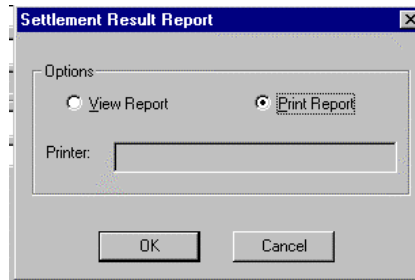 Settlement Result Report
Options
View Report Print Report
Printer:
OK Cancel